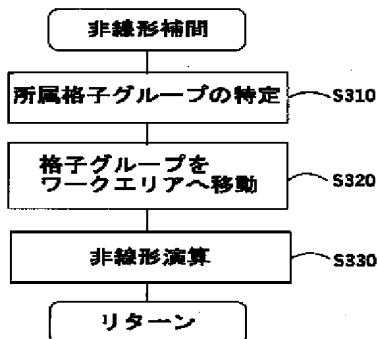 非線形補間
所属格子グループの特定
S310
格子グループを
ワークエリアへ移動
S320
非線形演算
S330
リターン